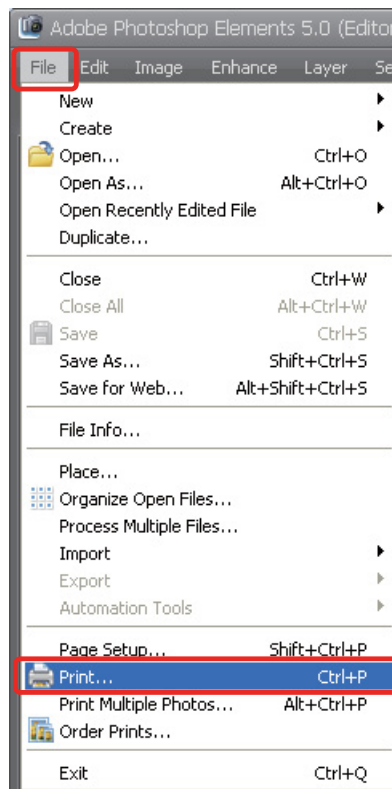 Adobe Photoshop Elements 5.0 (Editor
File Edit Image Enhance Layer Se
New
Create
Open... Ctrl+O
Open As... Alt+Ctrl+O
Open Recently Edited File
Duplicate...
Close Ctrl+W
Close All Alt+Ctrl+W
Save Ctrl+S
Save As... Shift+Ctrl+S
Save for Web... Alt+Shift+Ctrl+S
File Info...
Place...
Organize Open Files...
Process Multiple Files...
Import
Export
Automation Tools
Page Setup... Shift+Ctrl+P
Print... Ctrl+P
Print Multiple Photos... Alt+Ctrl+P
Order Prints...
Exit Ctrl+Q